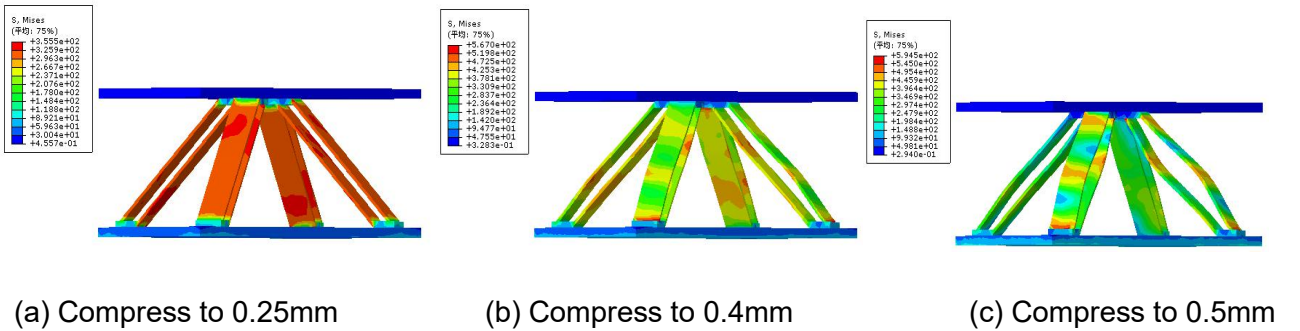 S, Mises
(平均: 75%)
+3.555e+02
+3.259e+02
+2.963e+02
+2.667e+02
+2.371e+02
+2.076e+02
+1.780e+02
+1.484e+02
+1.188e+02
+8.921e+01
+5.963e+01
+3.004e+01
+4.557e-01
S, Mises
(平均: 75%)
+5.670e+02
+5.198e+02
+4.725e+02
+4.253e+02
+3.781e+02
+3.309e+02
+2.837e+02
+2.364e+02
+1.892e+02
+1.420e+02
+9.477e+01
+4.755e+01
+3.283e-01
S, Mises
(平均: 75%)
+5.945e+02
+5.450e+02
+4.954e+02
+4.459e+02
+3.964e+02
+3.469e+02
+2.974e+02
+2.479e+02
+1.984e+02
+1.488e+02
+9.932e+01
+4.981e+01
+2.940e-01
(a) Compress to 0.25mm
(b) Compress to 0.4mm
(c) Compress to 0.5mm